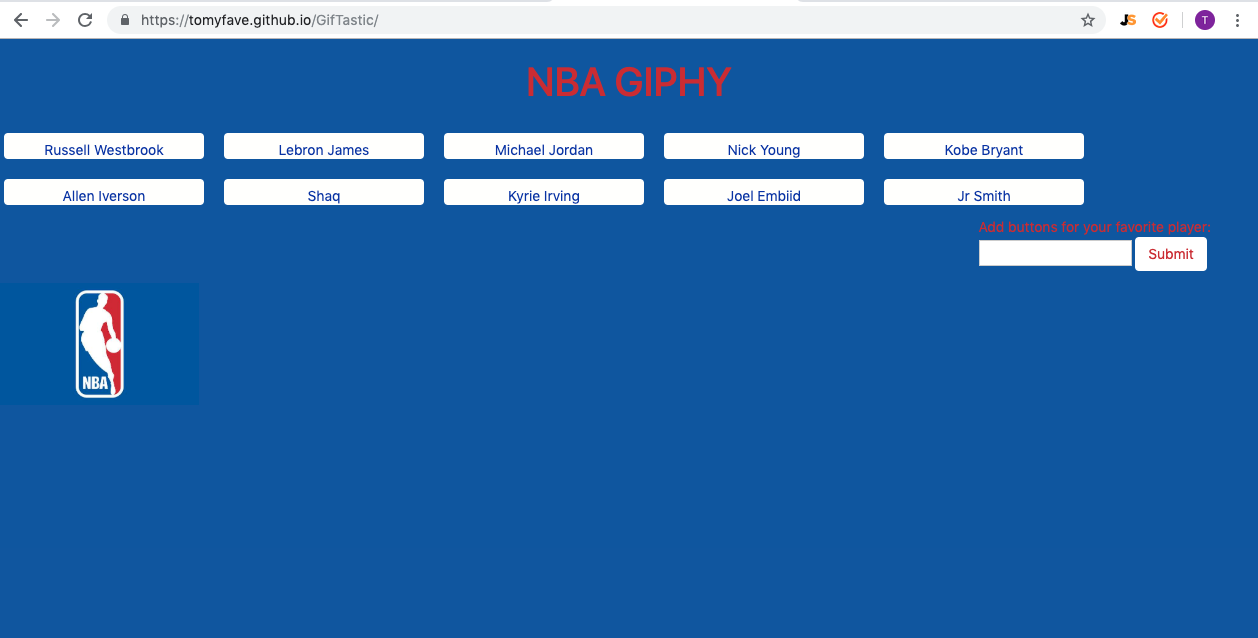 https://tomyfave.github.io/GifTastic/
JS
T
NBA GIPHY
Russell Westbrook Lebron James Michael Jordan Nick Young Kobe Bryant
Allen Iverson Shaq Kyrie Irving Joel Embiid Jr Smith
Add buttons for your favorite player:
Submit
NBA